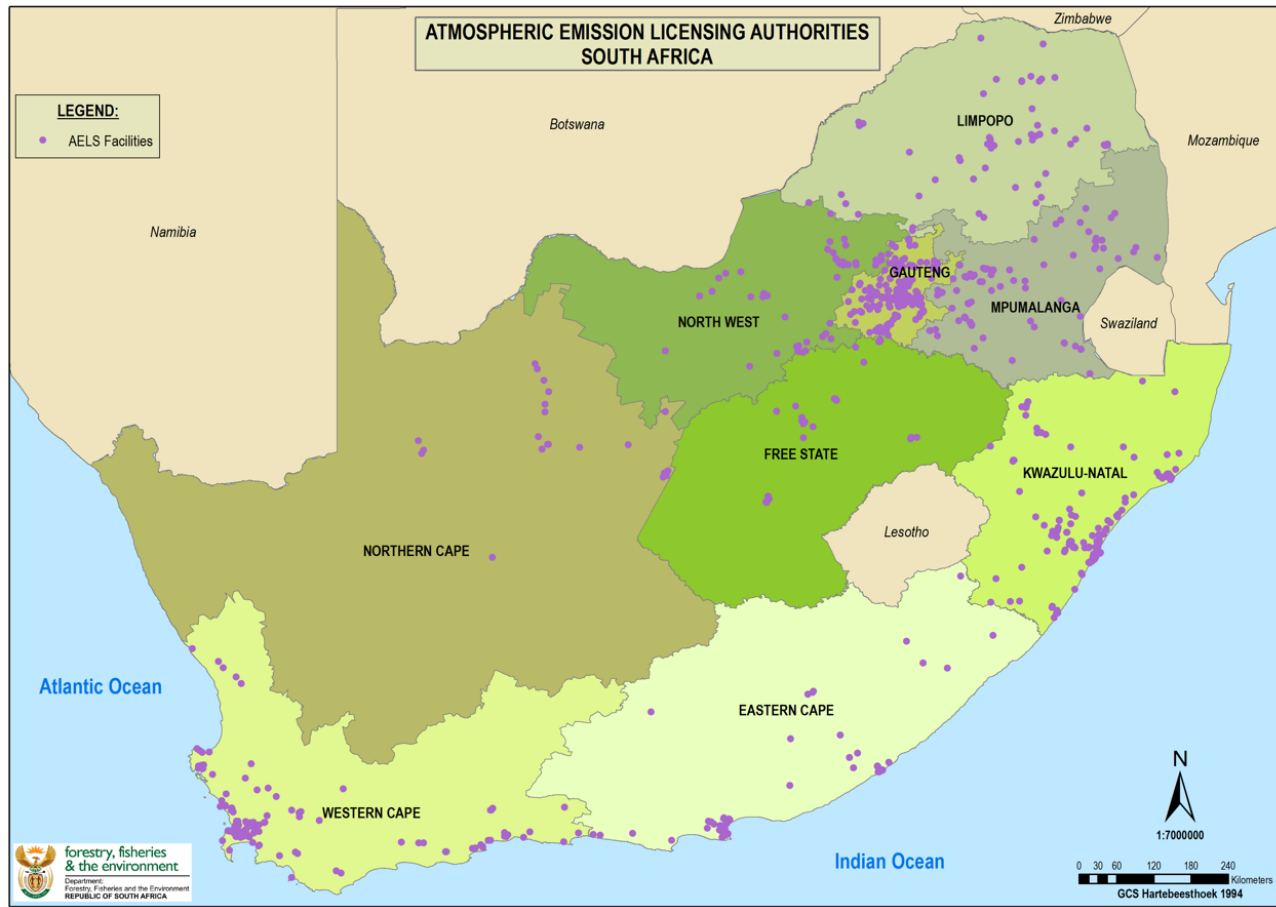 ATMOSPHERIC EMISSION LICENSING AUTHORITIES
SOUTH AFRICA
LEGEND:
AELS Facilities
Zimbabwe
Botswana
LIMPOPO
Mozambique
Namibia
GAUTENG
MPUMALANGA
NORTH WEST
Swaziland
FREE STATE
KWAZULU-NATAL
Lesotho
NORTHERN CAPE
Atlantic Ocean
EASTERN CAPE
WESTERN CAPE
N
1:7000000
Indian Ocean
forestry, fisheries
& the environment
Department:
Forestry, Fisheries and the Environment
REPUBLIC OF SOUTH AFRICA
0 30 60 120 180 240
Kilometers
GCS Hartebeesthoek 1994